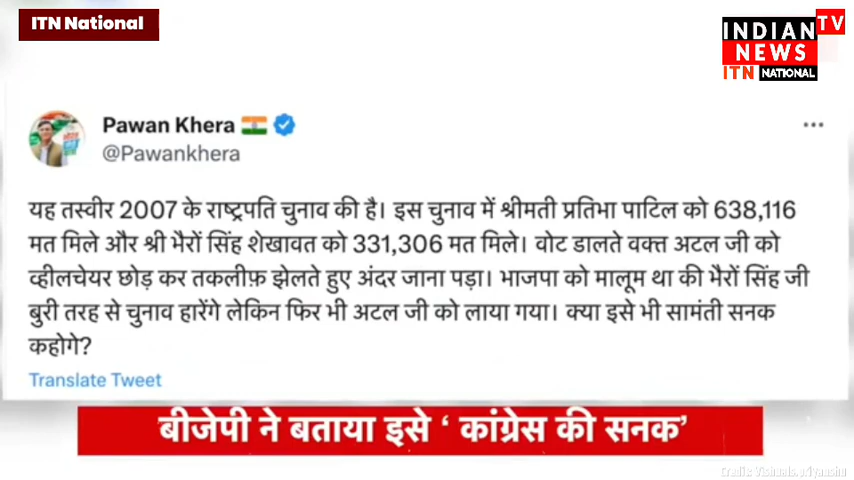 ITN National
INDIAN TV
NEWS
ITN NATIONAL
Pawan Khera
@Pawankhera
यह तस्वीर 2007 के राष्ट्रपति चुनाव की है। इस चुनाव में श्रीमती प्रतिभा पाटिल को 638,116
मत मिले और श्री भैरों सिंह शेखावत को 331,306 मत मिले। वोट डालते वक्त अटल जी को
व्हीलचेयर छोड़ कर तकलीफ़ झेलते हुए अंदर जाना पड़ा। भाजपा को मालूम था की भैरों सिंह जी
बुरी तरह से चुनाव हारेंगे लेकिन फिर भी अटल जी को लाया गया। क्या इसे भी सामंती सनक
कहोगे?
Translate Tweet
बीजेपी ने बताया इसे ‘ कांग्रेस की सनक’